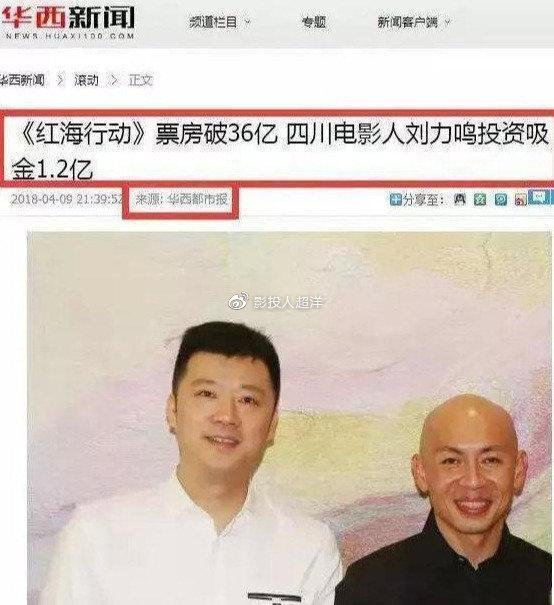 华西新闻
NEWS.HUAXI100.COM
频道栏目
专题
新闻客户端
华西新闻 > 滚动 > 正文
《红海行动》票房破36亿 四川电影人刘力鸣投资吸
金1.2亿
2018-04-09 21:39:52 来源: 华西都市报 分享至:
影投人超洋